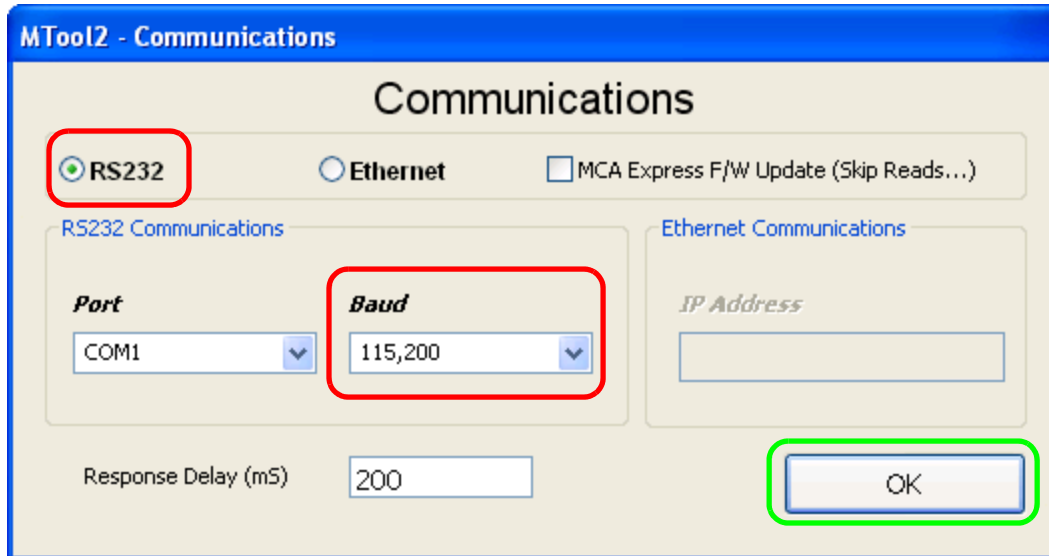 MTool2 - Communications
Communications
RS232 Ethernet MCA Express F/W Update (Skip Reads...)
RS232 Communications Ethernet Communications
Port Baud IP Address
COM1 115,200
Response Delay (mS) 200 OK